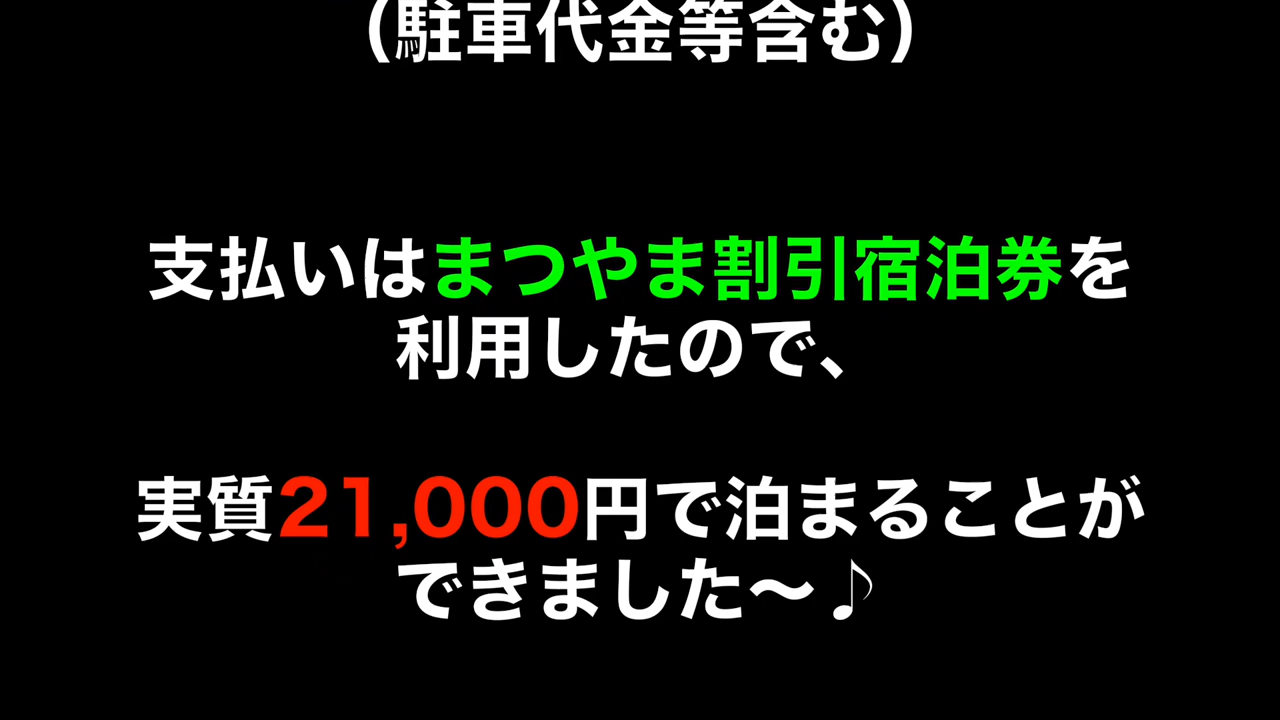 （駐車代金等含む）
支払いはまつやま割引宿泊券を
利用したので、
実質21,000円で泊まることが
できました〜♪